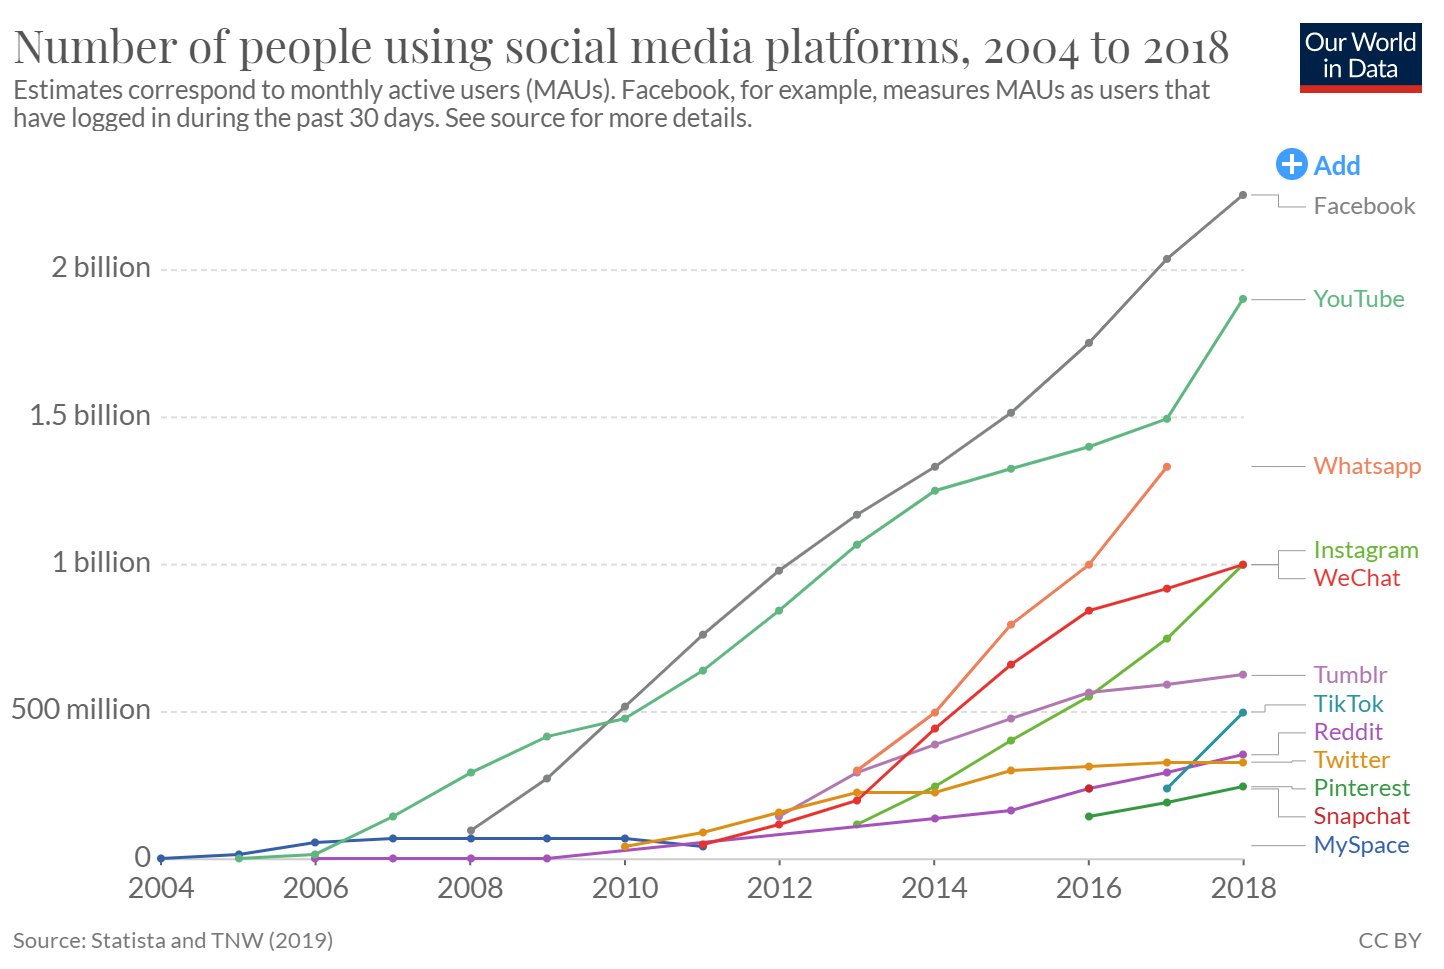 Number of people using social media platforms, 2004 to 2018
Our World
in Data
Estimates correspond to monthly active users (MAUs). Facebook, for example, measures MAUs as users that
have logged in during the past 30 days. See source for more details.
Add
Facebook
2 billion
YouTube
1.5 billion
Whatsapp
1 billion
Instagram
WeChat
Tumblr
500 million
TikTok
Reddit
Twitter
Pinterest
Snapchat
MySpace
0
2004 2006 2008 2010 2012 2014 2016 2018
Source: Statista and TNW (2019)
CC BY